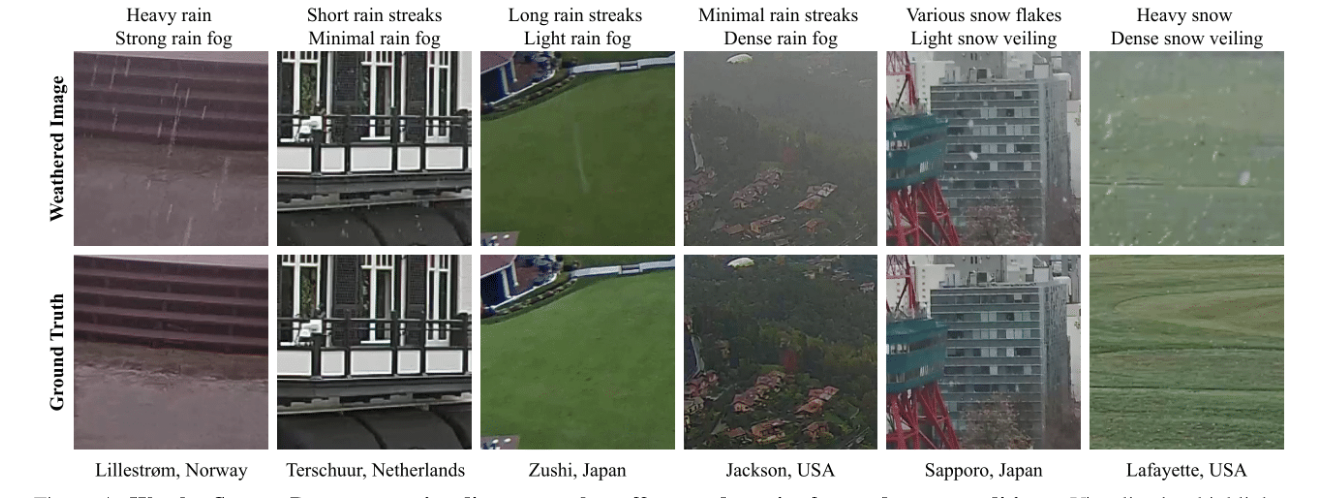 Heavy rain
Strong rain fog
Short rain streaks
Minimal rain fog
Long rain streaks
Light rain fog
Minimal rain streaks
Dense rain fog
Various snow flakes
Light snow veiling
Heavy snow
Dense snow veiling
Weathered Image
Ground Truth
Lillestrøm, Norway
Terschuur, Netherlands
Zushi, Japan
Jackson, USA
Sapporo, Japan
Lafayette, USA